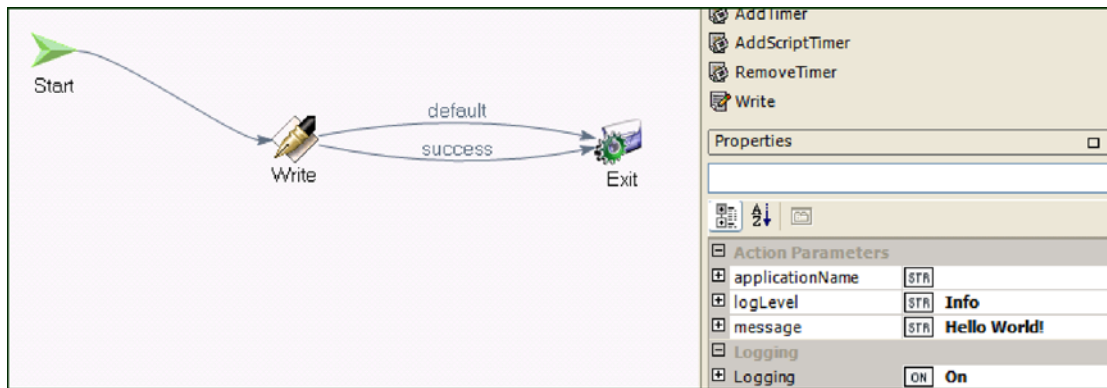 Start
default
success
Write
Exit
AddTimer
AddScriptTimer
RemoveTimer
Write
Properties
A
Z
Action Parameters
applicationName STR
logLevel STR Info
message STR Hello World!
Logging
Logging ON On